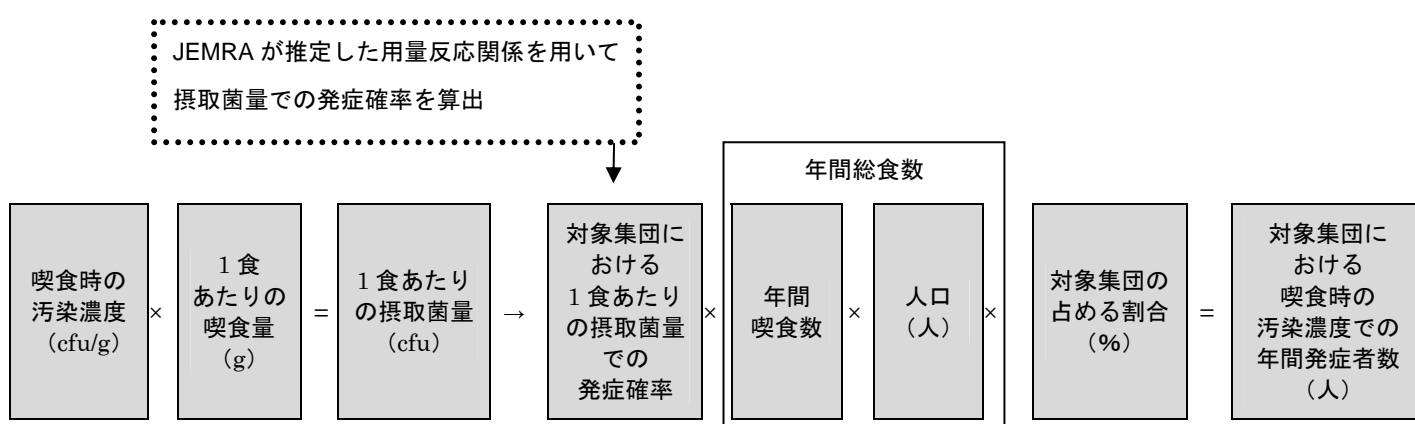 JEMRA が推定した用量反応関係を用いて
摂取菌量での発症確率を算出
年間総食数
喫食時の
汚染濃度
（cfu/g）
×
1 食
あたりの
喫食量
（g）
=
1 食あたり
の摂取菌量
（cfu）
→
対象集団に
おける
1 食あたり
の摂取菌量
での
発症確率
×
年間
喫食数
×
人口
（人）
×
対象集団の
占める割合
（%）
=
対象集団に
おける
喫食時の
汚染濃度での
年間発症者数
（人）